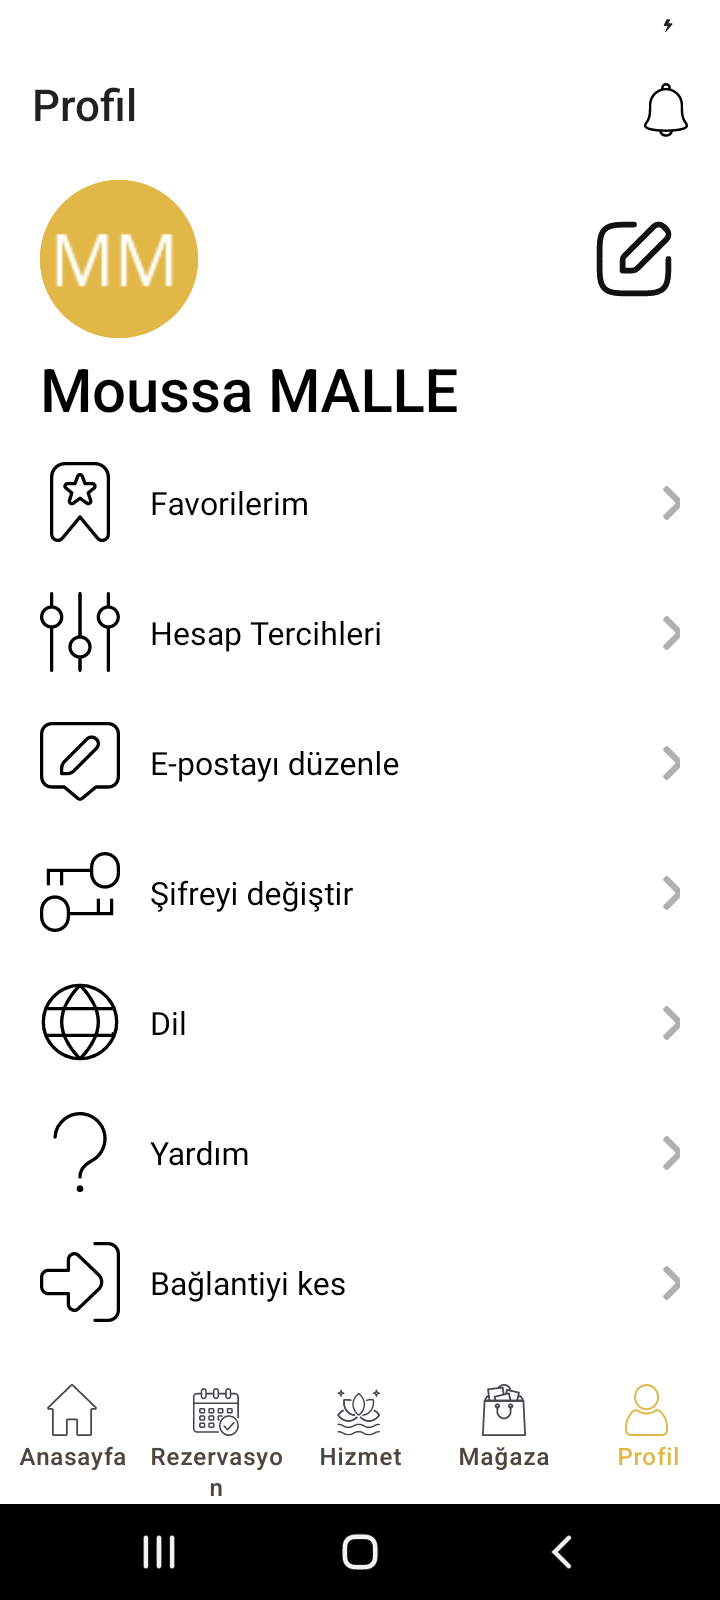 Profil
MM
Moussa MALLE
Favorilerim
Hesap Tercihleri
E-postayı düzenle
Şifreyi değiştir
Dil
Yardım
Bağlantiyi kes
Anasayfa
Rezervasyo
n
Hizmet
Mağaza
Profil